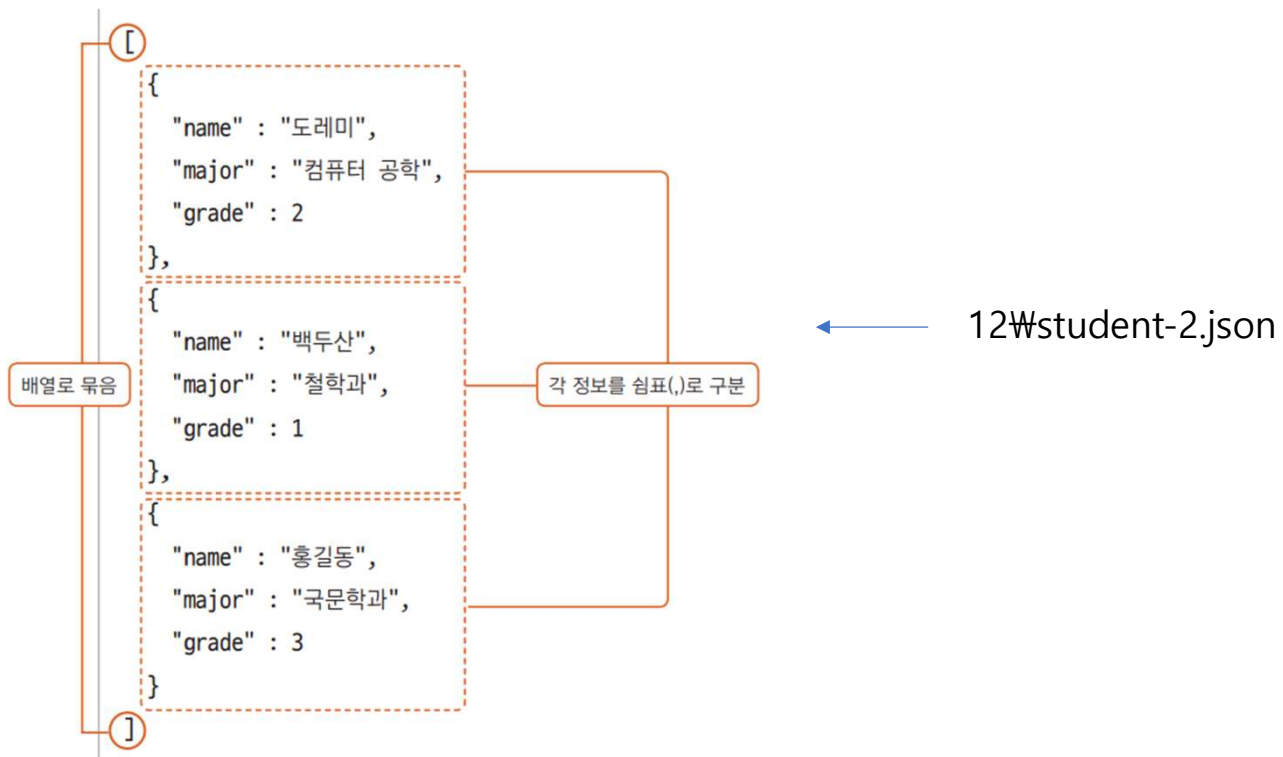 [
{
"name" : "도레미",
"major" : "컴퓨터 공학",
"grade" : 2
},
{
"name" : "백두산",
"major" : "철학과",
"grade" : 1
},
{
"name" : "홍길동",
"major" : "국문학과",
"grade" : 3
}
]
배열로 묶음
각 정보를 쉼표(,)로 구분
12₩student-2.json